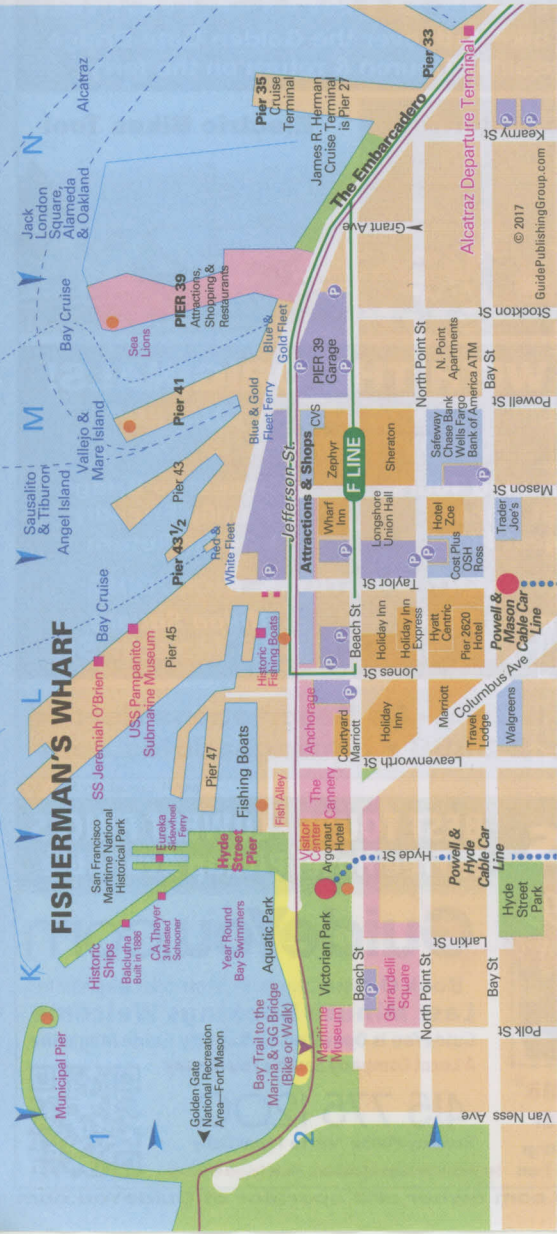 FISHERMAN'S WHARF
K
L
M
N
1
2
Municipal Pier
Golden Gate
National Recreation
Area—Fort Mason
Bay Trail to the
Marina & GG Bridge
(Bike or Walk)
Historic
Ships
Balclutha
Built in 1886
CA Thayer
3 Masted
Schooner
San Francisco
Maritime National
Historical Park
Eureka
Sidewheel
Ferry
Year Round
Bay Swimmers
Aquatic Park
Hyde
Street
Pier
SS Jeremiah O'Brien
Bay Cruise
USS Pampanito
Submarine Museum
Pier 45
Pier 47
Fishing Boats
Historic
Fishing Boats
Fish Alley
Sausalito
& Tiburon
Angel Island
Vallejo &
Mare Island
Pier 43½
Pier 43
Pier 41
Red &
White Fleet
Blue & Gold
Fleet Ferry
Blue &
Gold Fleet
Bay Cruise
Sea
Lions
PIER 39
Attractions,
Shopping &
Restaurants
Jack
London
Square,
Alameda
& Oakland
Alcatraz
Pier 35
Cruise
Terminal
James R. Herman
Cruise Terminal
is Pier 27
Pier 33
The Embarcadero
Alcatraz Departure Terminal
Maritime
Museum
Victorian Park
Visitor
Center
Argonaut
Hotel
The
Cannery
Anchorage
Courtyard
Marriott
Jefferson St
Attractions & Shops
Wharf
Inn
Zephyr
CVS
PIER 39
Garage
F LINE
Beach St
Beach St
Ghirardelli
Square
Holiday
Inn
Holiday Inn
Holiday Inn
Express
Longshore
Union Hall
Sheraton
North Point St
North Point St
Marriott
Travel
Lodge
Hyatt
Centric
Pier 2620
Hotel
Hotel
Zoe
Cost Plus
OSH
Ross
Safeway
Chase Bank
Wells Fargo
Bank of America ATM
N. Point
Apartments
Bay St
Bay St
Powell &
Hyde
Cable Car
Line
Powell &
Mason
Cable Car
Line
Hyde
Street
Park
Walgreens
Trader
Joe's
Van Ness Ave
Polk St
Larkin St
Hyde St
Leavenworth St
Columbus Ave
Jones St
Taylor St
Mason St
Powell St
Stockton St
Grant Ave
Kearny St
P
P
P
P
P
P
P
P
P
P
P
P
P
P
© 2017
GuidePublishingGroup.com